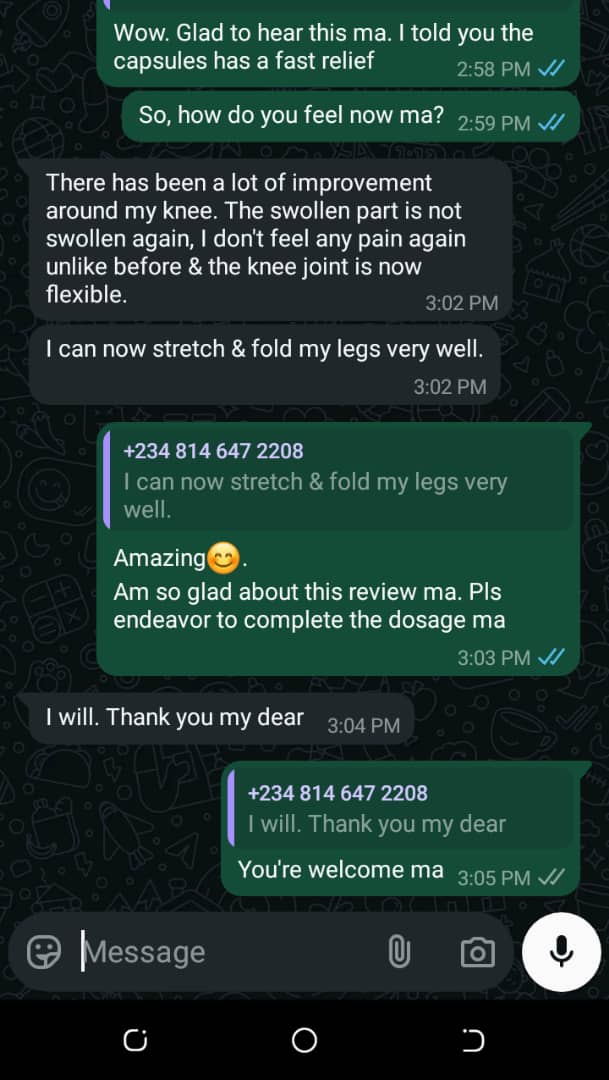 Wow. Glad to hear this ma. I told you the
capsules has a fast relief
2:58 PM
So, how do you feel now ma?
2:59 PM
There has been a lot of improvement
around my knee. The swollen part is not
swollen again, I don't feel any pain again
unlike before & the knee joint is now
flexible.
3:02 PM
I can now stretch & fold my legs very well.
3:02 PM
+234 814 647 2208
I can now stretch & fold my legs very
well.
Amazing😊.
Am so glad about this review ma. Pls
endeavor to complete the dosage ma
3:03 PM
I will. Thank you my dear
3:04 PM
+234 814 647 2208
I will. Thank you my dear
You're welcome ma
3:05 PM
Message